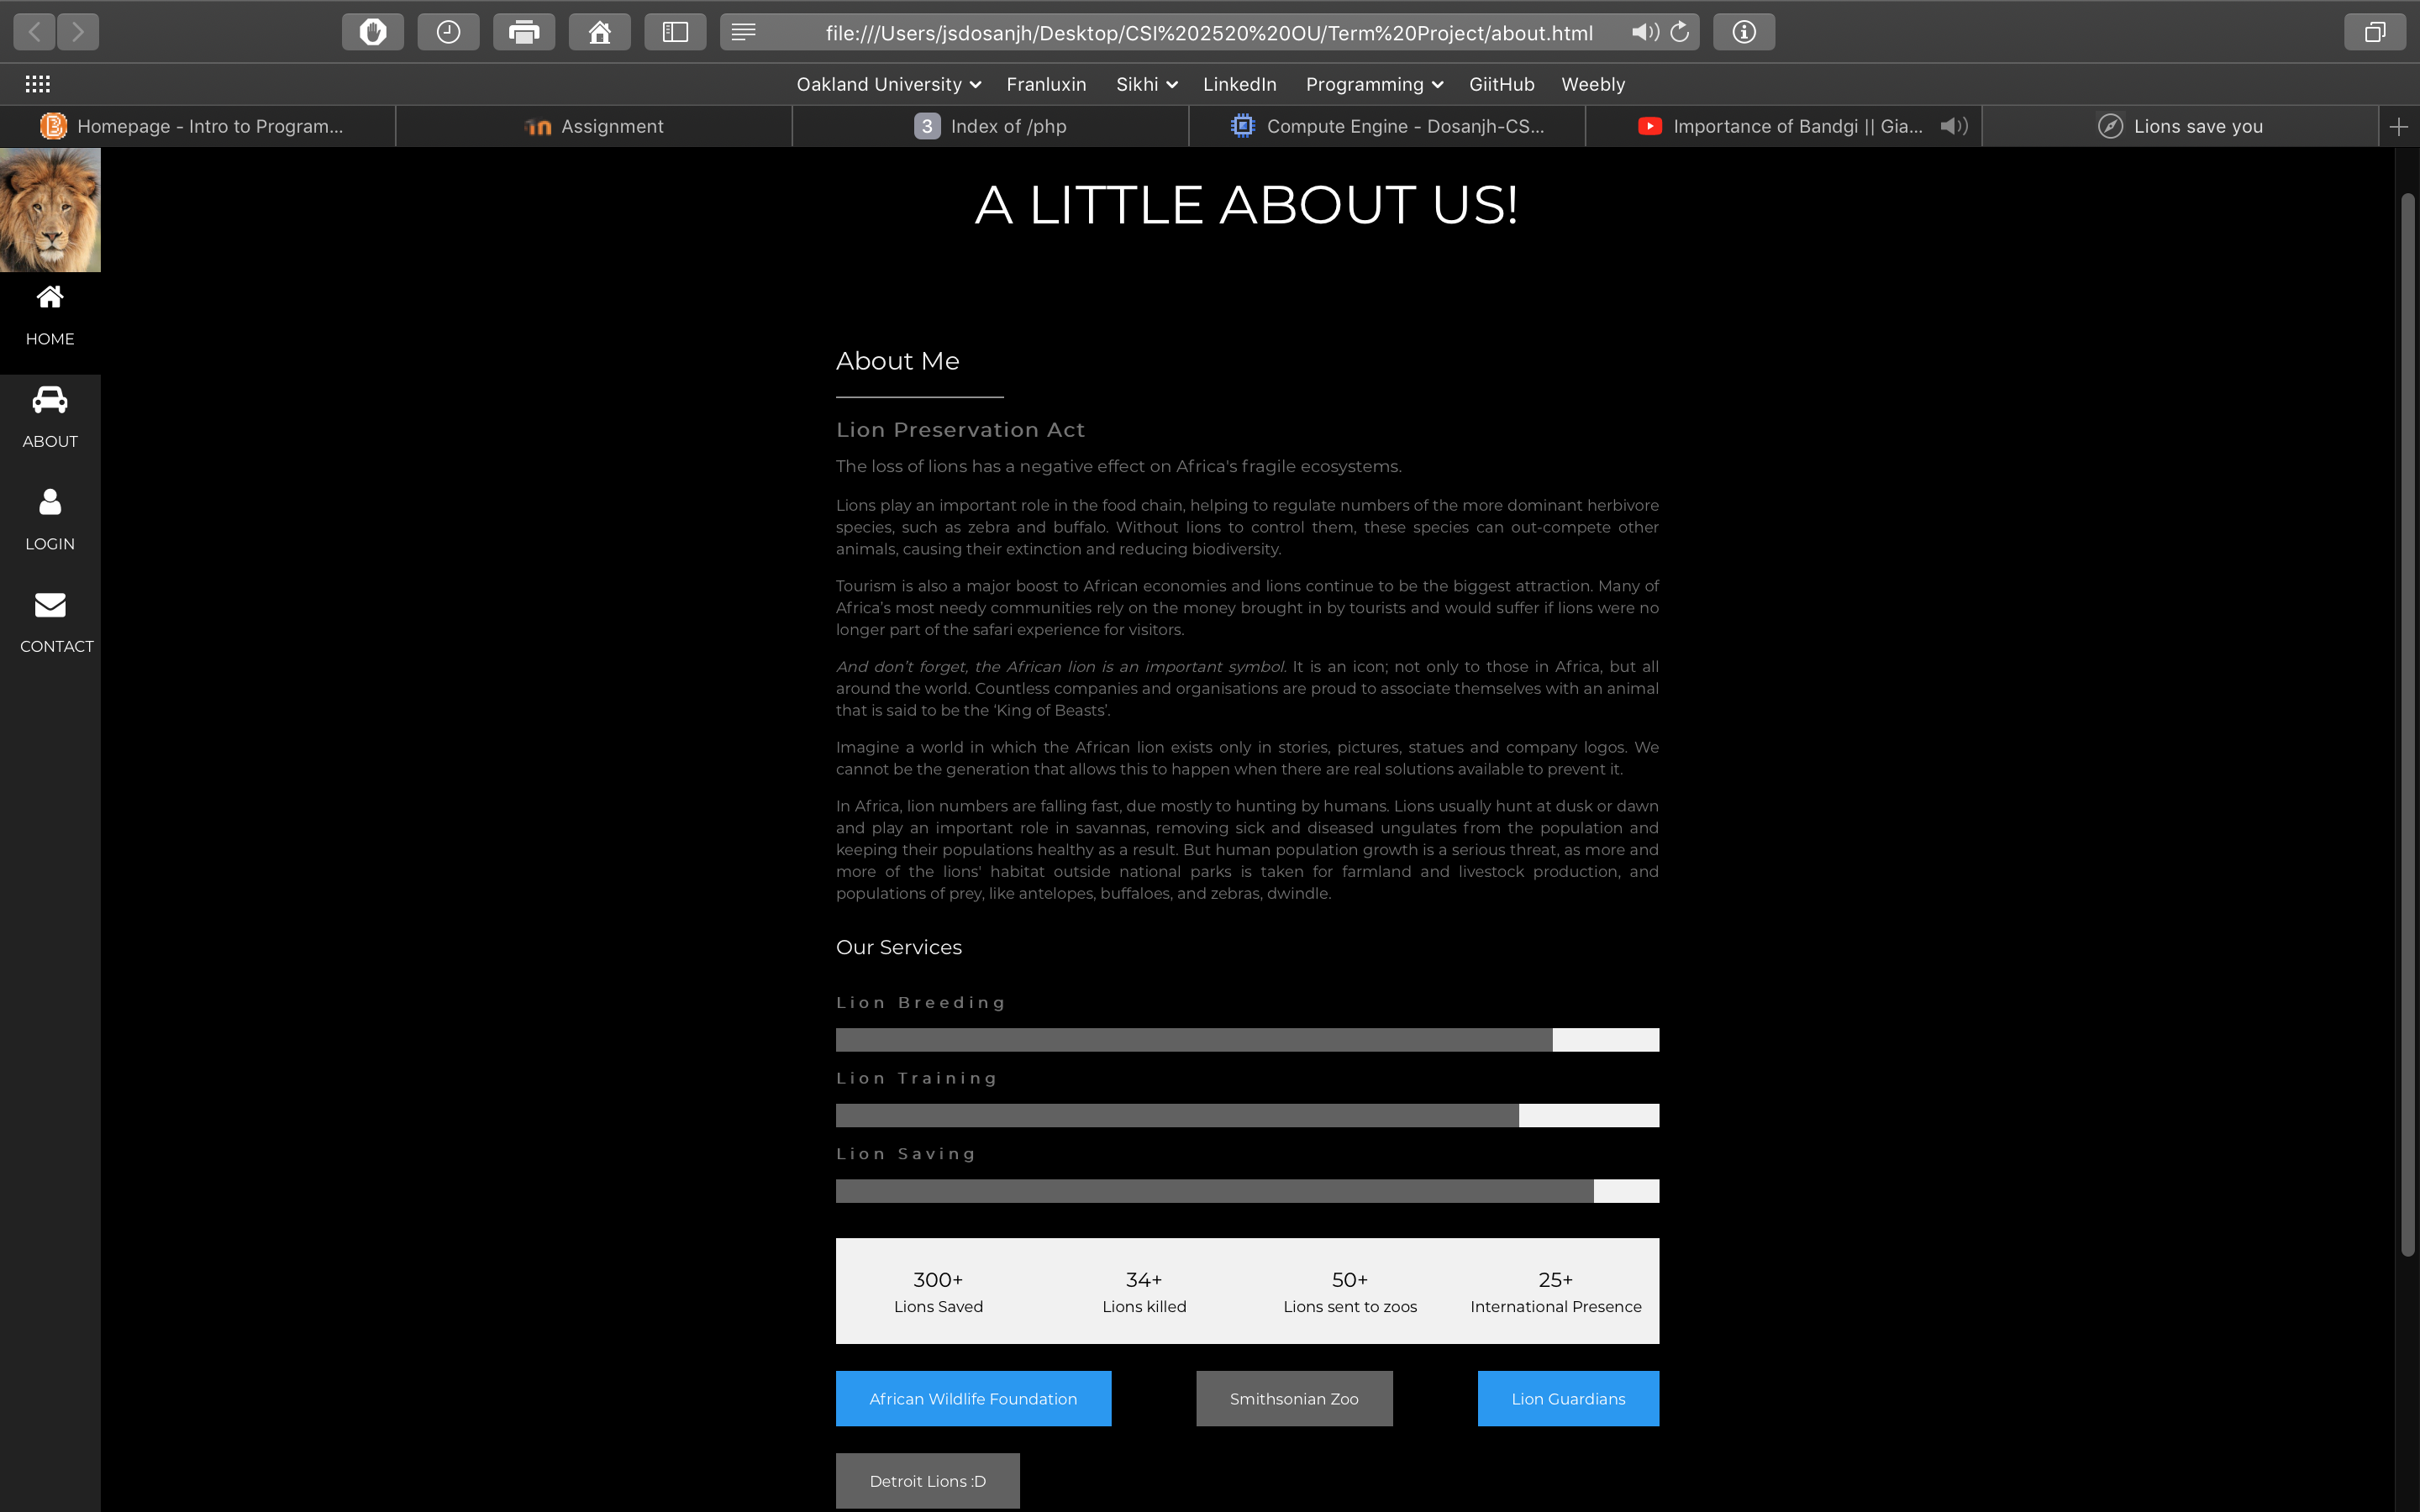 file:///Users/jsdosanjh/Desktop/CSI%202520%20OU/Term%20Project/about.html
Oakland University Franluxin Sikhi LinkedIn Programming GiitHub Weebly
Homepage - Intro to Program... Assignment 3 Index of /php Compute Engine - Dosanjh-CS... Importance of Bandgi || Gia... Lions save you
A LITTLE ABOUT US!
HOME
ABOUT
LOGIN
CONTACT
About Me
Lion Preservation Act
The loss of lions has a negative effect on Africa's fragile ecosystems.
Lions play an important role in the food chain, helping to regulate numbers of the more dominant herbivore
species, such as zebra and buffalo. Without lions to control them, these species can out-compete other
animals, causing their extinction and reducing biodiversity.
Tourism is also a major boost to African economies and lions continue to be the biggest attraction. Many of
Africa’s most needy communities rely on the money brought in by tourists and would suffer if lions were no
longer part of the safari experience for visitors.
And don’t forget, the African lion is an important symbol. It is an icon; not only to those in Africa, but all
around the world. Countless companies and organisations are proud to associate themselves with an animal
that is said to be the ‘King of Beasts’.
Imagine a world in which the African lion exists only in stories, pictures, statues and company logos. We
cannot be the generation that allows this to happen when there are real solutions available to prevent it.
In Africa, lion numbers are falling fast, due mostly to hunting by humans. Lions usually hunt at dusk or dawn
and play an important role in savannas, removing sick and diseased ungulates from the population and
keeping their populations healthy as a result. But human population growth is a serious threat, as more and
more of the lions' habitat outside national parks is taken for farmland and livestock production, and
populations of prey, like antelopes, buffaloes, and zebras, dwindle.
Our Services
Lion Breeding
Lion Training
Lion Saving
300+ 34+ 50+ 25+
Lions Saved Lions killed Lions sent to zoos International Presence
African Wildlife Foundation Smithsonian Zoo Lion Guardians
Detroit Lions :D